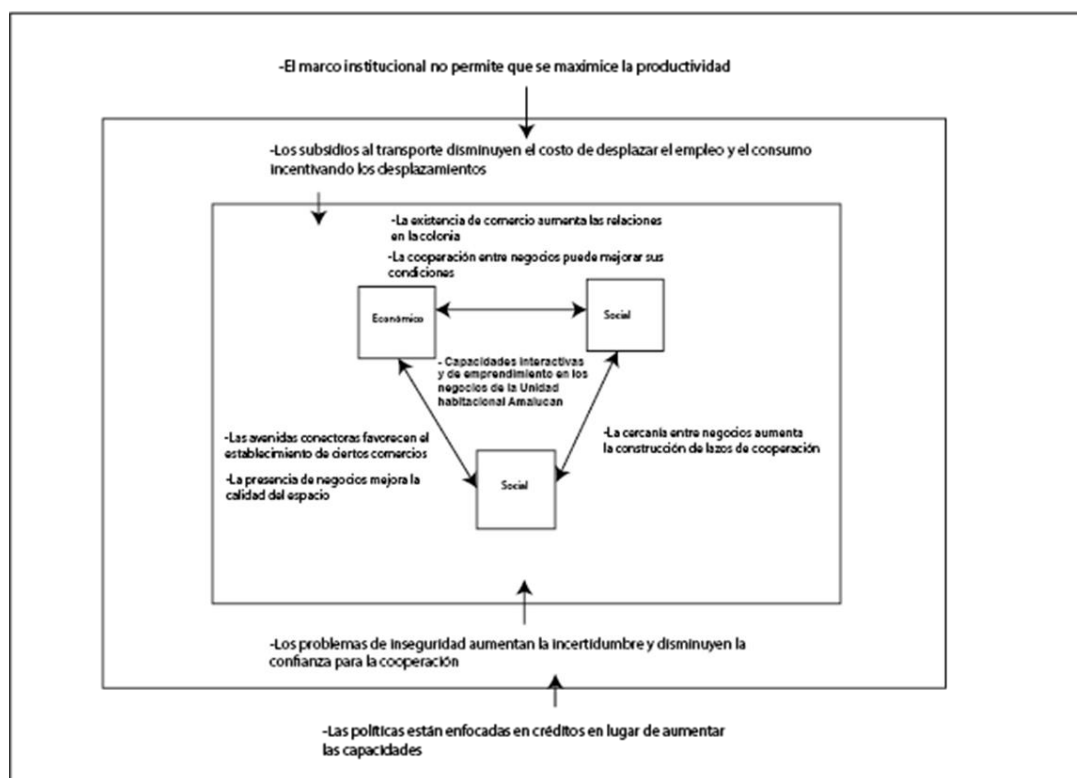 -El marco institucional no permite que se maximice la productividad
-Los subsidios al transporte disminuyen el costo de desplazar el empleo y el consumo
incentivando los desplazamientos
-La existencia de comercio aumenta las relaciones
en la colonia
-La cooperación entre negocios puede mejorar sus
condiciones
Económico
Social
- Capacidades interactivas
y de emprendimiento en los
negocios de la Unidad
habitacional Amalucan
-Las avenidas conectoras favorecen el
establecimiento de ciertos comercios
-La presencia de negocios mejora la
calidad del espacio
-La cercanía entre negocios aumenta
la construcción de lazos de cooperación
Social
-Los problemas de inseguridad aumentan la incertidumbre y disminuyen la
confianza para la cooperación
-Las políticas están enfocadas en créditos en lugar de aumentar
las capacidades